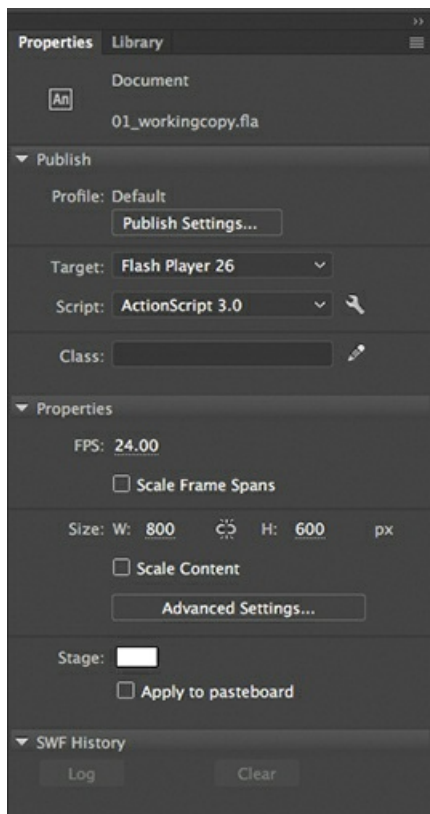 Properties Library
An
Document
01_workingcopy.fla
Publish
Profile: Default
Publish Settings...
Target: Flash Player 26
Script: ActionScript 3.0
Class:
Properties
FPS: 24.00
Scale Frame Spans
Size: W: 800 H: 600 px
Scale Content
Advanced Settings...
Stage:
Apply to pasteboard
SWF History
Log Clear